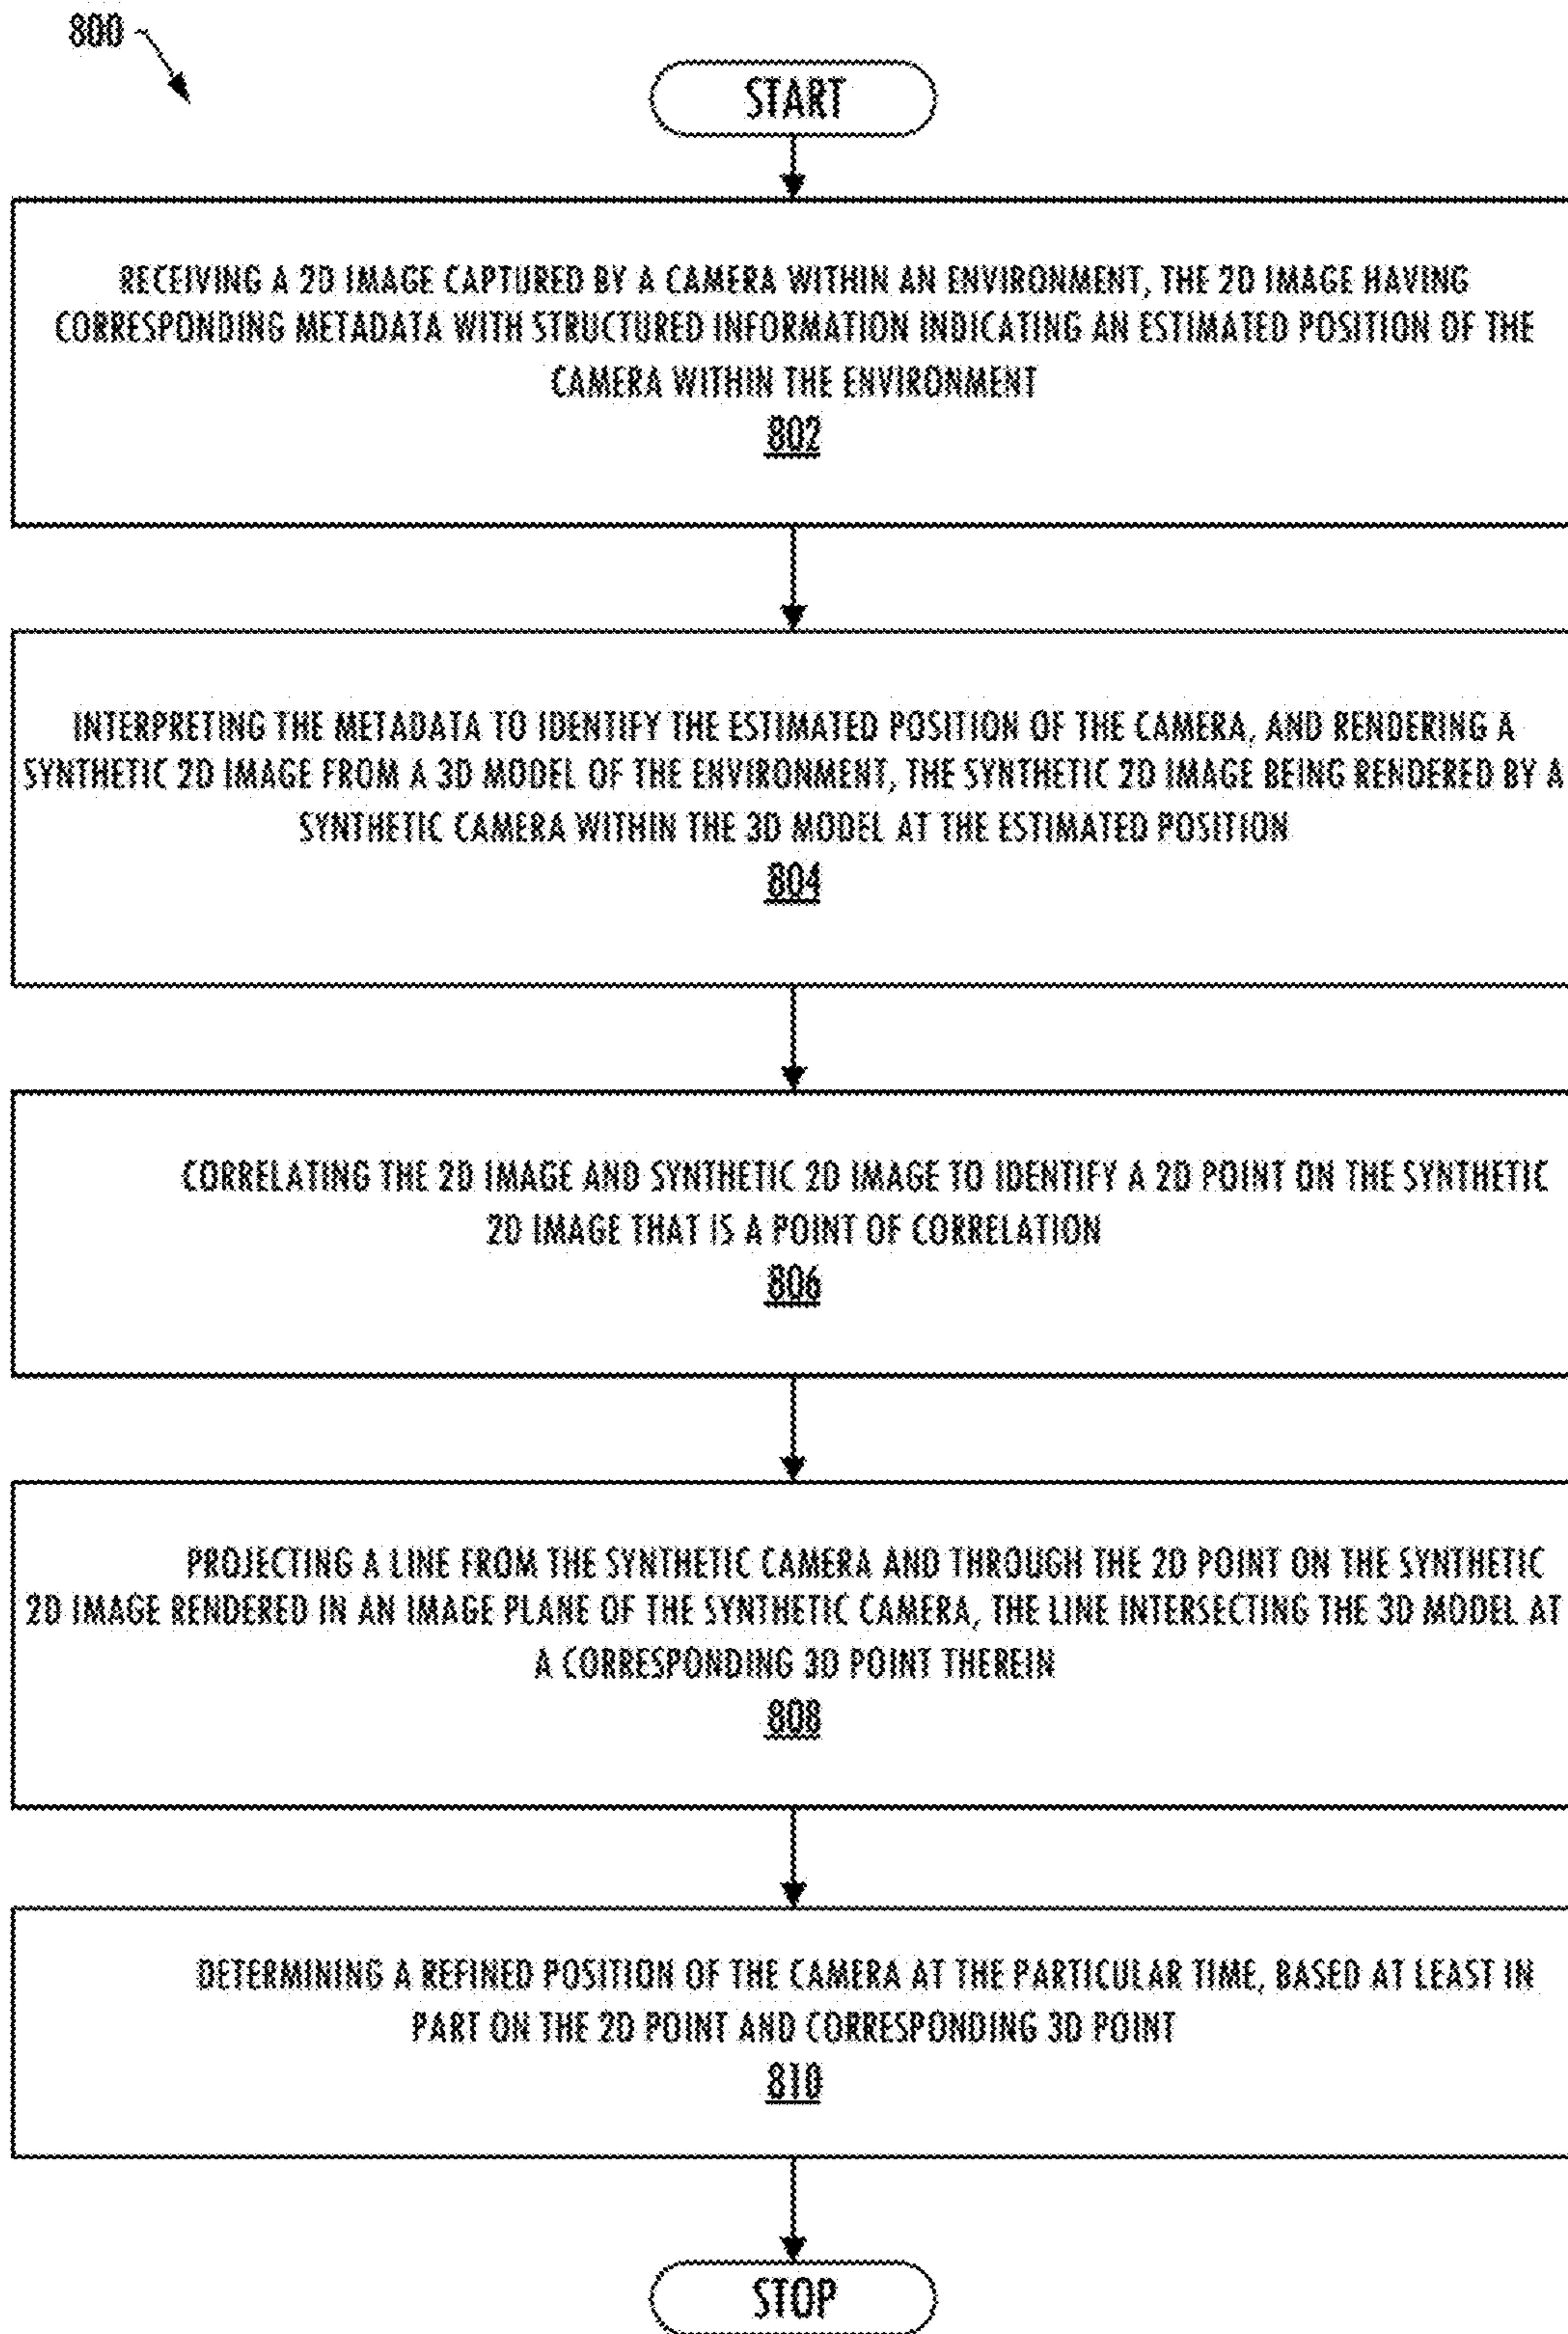 800
START
RECEIVING A 2D IMAGE CAPTURED BY A CAMERA WITHIN AN ENVIRONMENT, THE 2D IMAGE HAVING
CORRESPONDING METADATA WITH STRUCTURED INFORMATION INDICATING AN ESTIMATED POSITION OF THE
CAMERA WITHIN THE ENVIRONMENT
802
INTERPRETING THE METADATA TO IDENTIFY THE ESTIMATED POSITION OF THE CAMERA, AND RENDERING A
SYNTHETIC 2D IMAGE FROM A 3D MODEL OF THE ENVIRONMENT, THE SYNTHETIC 2D IMAGE BEING RENDERED BY A
SYNTHETIC CAMERA WITHIN THE 3D MODEL AT THE ESTIMATED POSITION
804
CORRELATING THE 2D IMAGE AND SYNTHETIC 2D IMAGE TO IDENTIFY A 2D POINT ON THE SYNTHETIC
2D IMAGE THAT IS A POINT OF CORRELATION
806
PROJECTING A LINE FROM THE SYNTHETIC CAMERA AND THROUGH THE 2D POINT ON THE SYNTHETIC
2D IMAGE RENDERED IN AN IMAGE PLANE OF THE SYNTHETIC CAMERA, THE LINE INTERSECTING THE 3D MODEL AT
A CORRESPONDING 3D POINT THEREIN
808
DETERMINING A REFINED POSITION OF THE CAMERA AT THE PARTICULAR TIME, BASED AT LEAST IN
PART ON THE 2D POINT AND CORRESPONDING 3D POINT
810
STOP